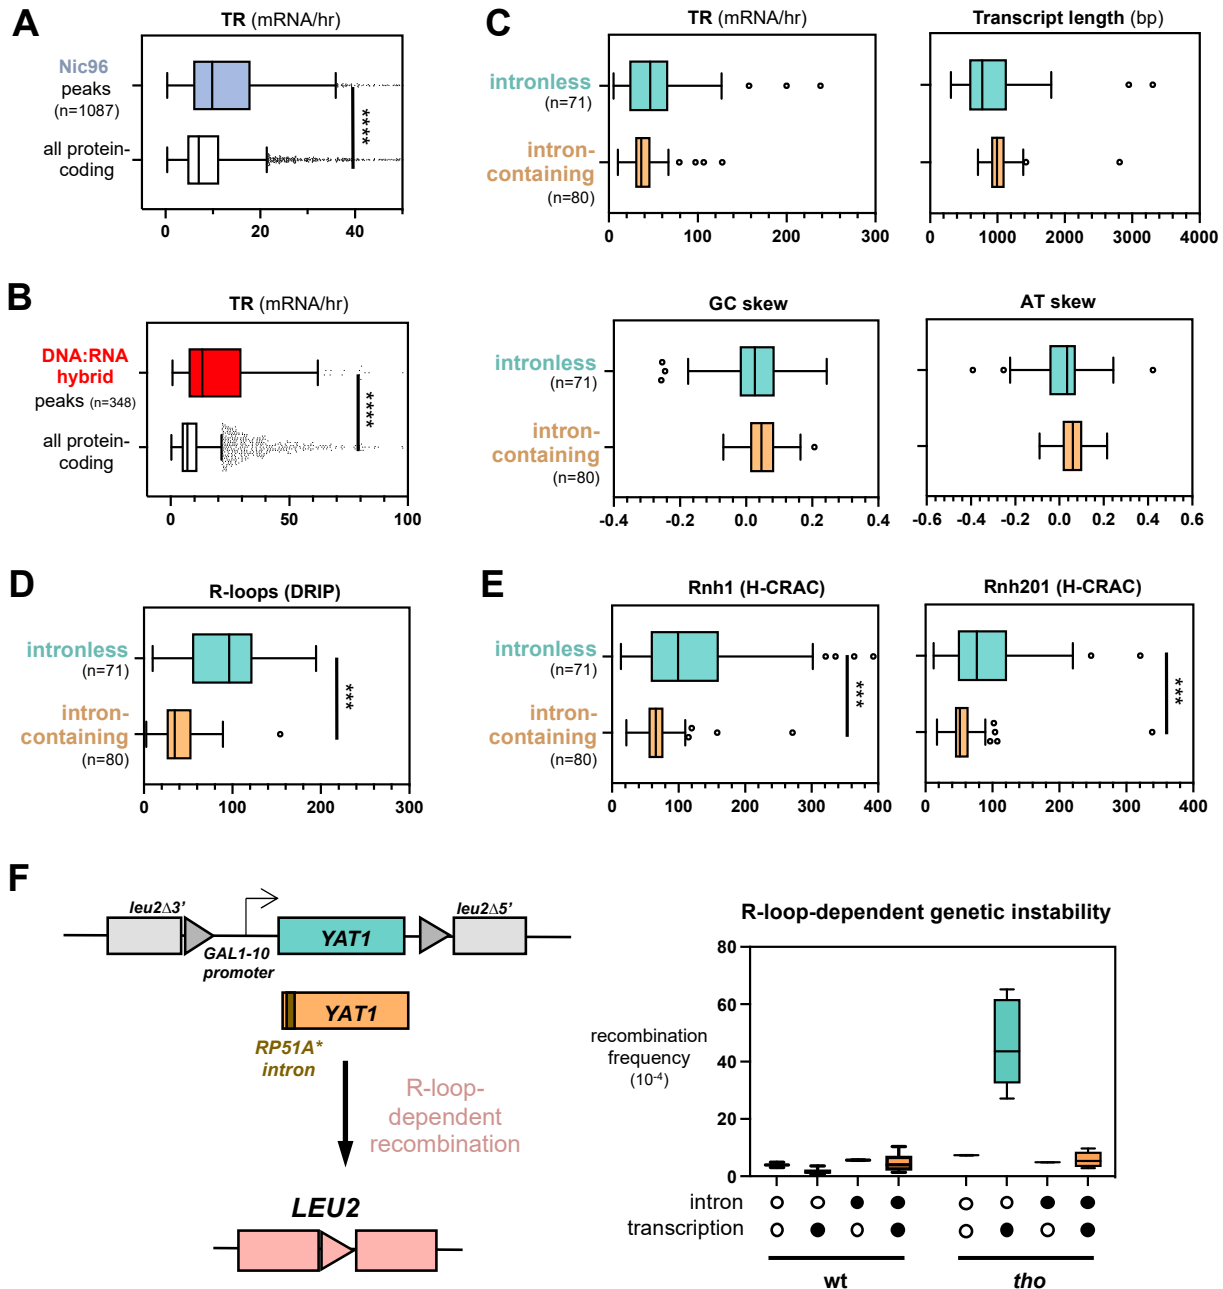 A
TR (mRNA/hr)
Nic96
peaks
(n=1087)
all protein-
coding
****
0 20 40
B
TR (mRNA/hr)
DNA:RNA
hybrid
peaks (n=348)
all protein-
coding
****
0 50 100
C
TR (mRNA/hr)
Transcript length (bp)
intronless
(n=71)
intron-
containing
(n=80)
0 100 200 300
0 1000 2000 3000 4000
GC skew
AT skew
intronless
(n=71)
intron-
containing
(n=80)
-0.4 -0.2 0.0 0.2 0.4
-0.6 -0.4 -0.2 0.0 0.2 0.4 0.6
D
R-loops (DRIP)
intronless
(n=71)
intron-
containing
(n=80)
***
0 100 200 300
E
Rnh1 (H-CRAC)
Rnh201 (H-CRAC)
intronless
(n=71)
intron-
containing
(n=80)
***
***
0 100 200 300 400
0 100 200 300 400
F
leu2Δ3'
leu2Δ5'
YAT1
GAL1-10
promoter
YAT1
RP51A*
intron
R-loop-
dependent
recombination
LEU2
R-loop-dependent genetic instability
recombination
frequency
(10-4)
80
60
40
20
0
intron
transcription
wt
tho